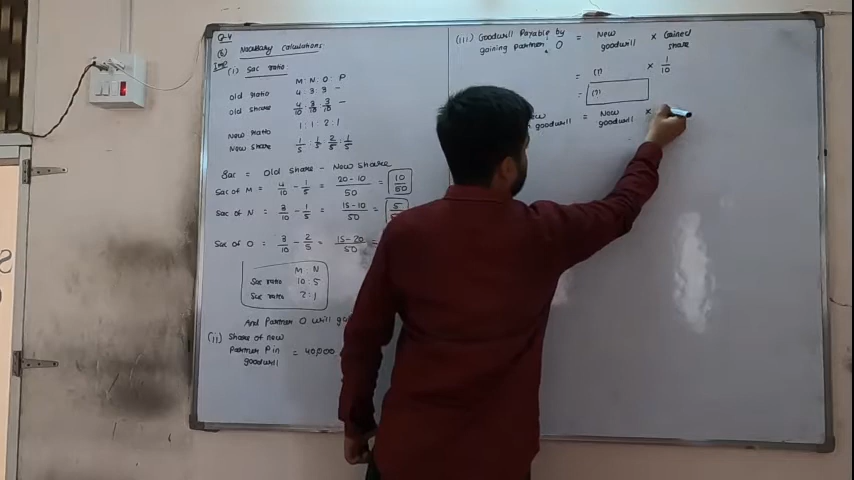 Q-4
(5) Necessary calculations:
Imp
(i) Sac ratio:
M : N : O : P
old ratio 4 : 3 : 3 -
old share 4/10 3/10 3/10 -
New ratio 1 : 1 : 2 : 1
New share 1/5 : 1/5 : 2/5 : 1/5
Sac = old share - New share
Sac of M = 4/10 - 1/5 = 20-10/50 = 10/50
Sac of N = 3/10 - 1/5 = 15-10/50 = 5/
Sac of O = 3/10 - 2/5 = 15-20/50 =
M N
Sac ratio 10 : 5
Sac ratio 2 : 1
And Partner O will
(ii) Share of new
Partner P in = 40,000
goodwill
(iii) Goodwill Payable by = New × Gained
gaining partner, O goodwill share
= (?) × 1/10
= (?)
goodwill = New ×
goodwill